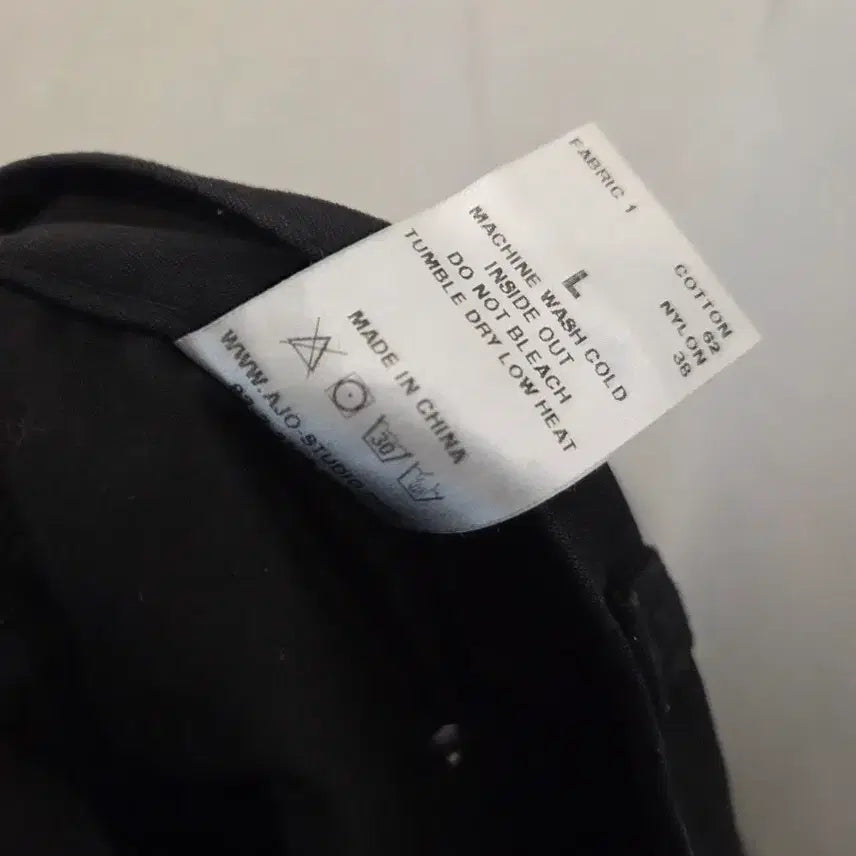 FABRIC 1
COTTON
62
NYLON
38
L
MACHINE WASH COLD
INSIDE OUT
DO NOT BLEACH
TUMBLE DRY LOW HEAT
MADE IN CHINA
30
WWW.AJO-STUDIO